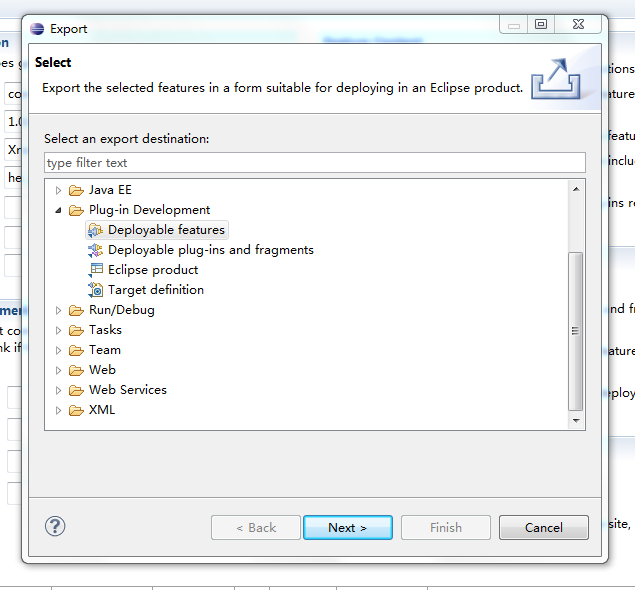 Export
Select
Export the selected features in a form suitable for deploying in an Eclipse product.
Select an export destination:
type filter text
Java EE
Plug-in Development
Deployable features
Deployable plug-ins and fragments
Eclipse product
Target definition
Run/Debug
Tasks
Team
Web
Web Services
XML
< Back
Next >
Finish
Cancel